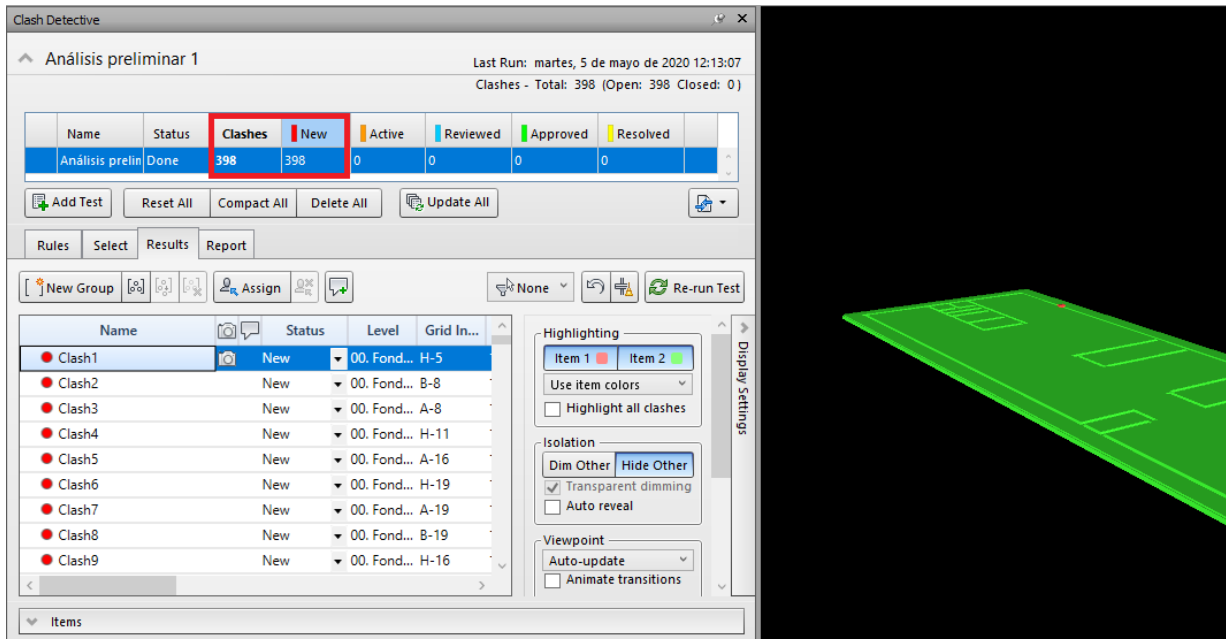 Clash Detective
Análisis preliminar 1
Last Run: martes, 5 de mayo de 2020 12:13:07
Clashes - Total: 398 (Open: 398 Closed: 0)
Name Status Clashes New Active Reviewed Approved Resolved
Análisis prelin Done 398 398 0 0 0 0
Add Test Reset All Compact All Delete All Update All
Rules Select Results Report
New Group Assign None Re-run Test
Name Status Level Grid In...
Clash1 New 00. Fond... H-5
Clash2 New 00. Fond... B-8
Clash3 New 00. Fond... A-8
Clash4 New 00. Fond... H-11
Clash5 New 00. Fond... A-16
Clash6 New 00. Fond... H-19
Clash7 New 00. Fond... A-19
Clash8 New 00. Fond... B-19
Clash9 New 00. Fond... H-16
Highlighting
Item 1 Item 2
Use item colors
Highlight all clashes
Isolation
Dim Other Hide Other
Transparent dimming
Auto reveal
Viewpoint
Auto-update
Animate transitions
Display Settings
Items